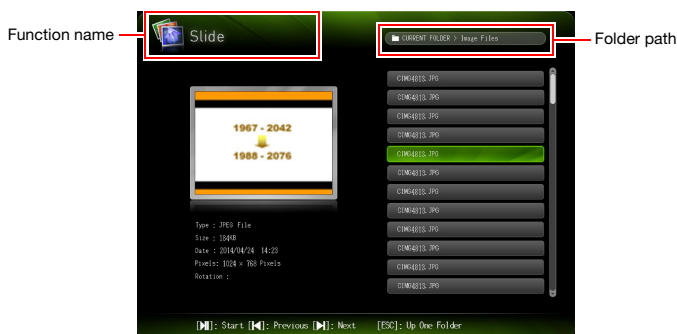 Function name
Slide
CURRENT FOLDER > Image Files
Folder path
1967 - 2042
1988 - 2076
Type : JPEG File
Size : 184KB
Date : 2014/04/24 14:23
Pixels: 1024 × 768 Pixels
Rotation :
CIMG4813.JPG
CIMG4813.JPG
CIMG4813.JPG
CIMG4813.JPG
CIMG4813.JPG
CIMG4813.JPG
CIMG4813.JPG
CIMG4813.JPG
CIMG4813.JPG
CIMG4813.JPG
CIMG4813.JPG
CIMG4813.JPG
[▶||]: Start [|◀]: Previous [▶|]: Next [ESC]: Up One Folder